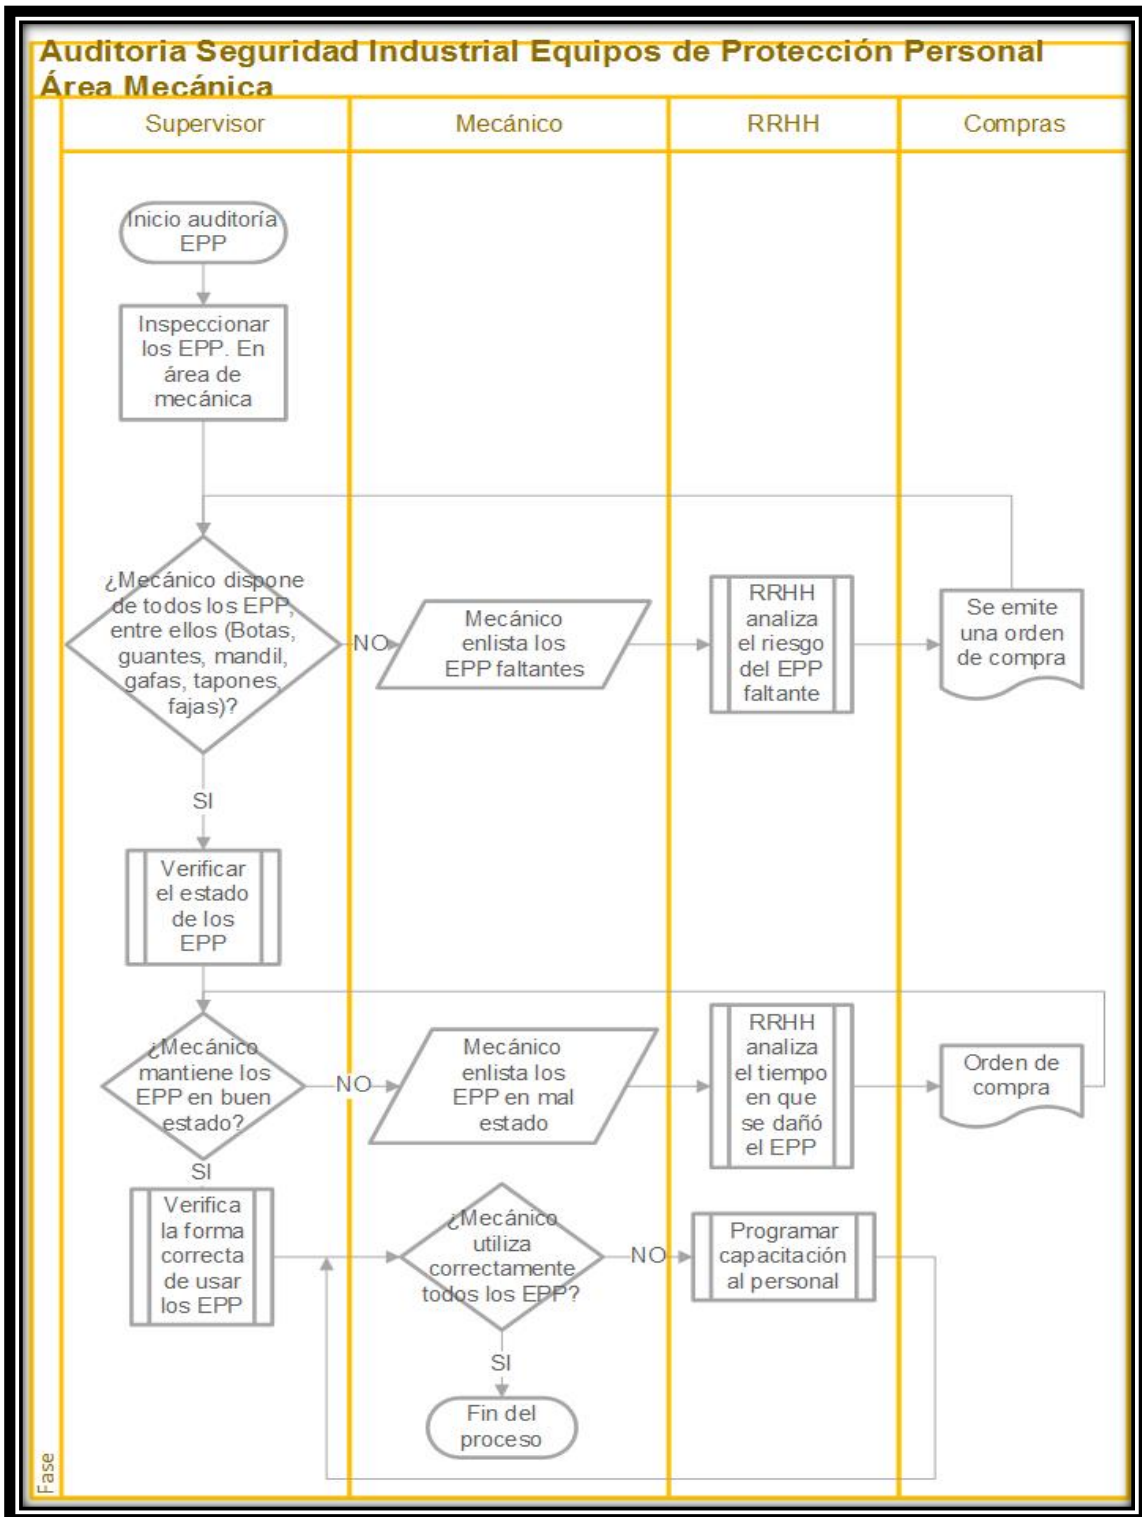 Auditoria Seguridad Industrial Equipos de Protección Personal
Área Mecánica
Supervisor
Mecánico
RRHH
Compras
Inicio auditoría
EPP
Inspeccionar
los EPP. En
área de
mecánica
¿Mecánico dispone
de todos los EPP,
entre ellos (Botas,
guantes, mandil,
gafas, tapones,
fajas)?
NO
Mecánico
enlista los
EPP faltantes
RRHH
analiza
el riesgo
del EPP
faltante
Se emite
una orden
de compra
SI
Verificar
el estado
de los
EPP
¿Mecánico
mantiene los
EPP en buen
estado?
NO
Mecánico
enlista los
EPP en mal
estado
RRHH
analiza
el tiempo
en que
se dañó
el EPP
Orden de
compra
SI
Verifica
la forma
correcta
de usar
los EPP
¿Mecánico
utiliza
correctamente
todos los EPP?
NO
Programar
capacitación
al personal
SI
Fin del
proceso
Fase